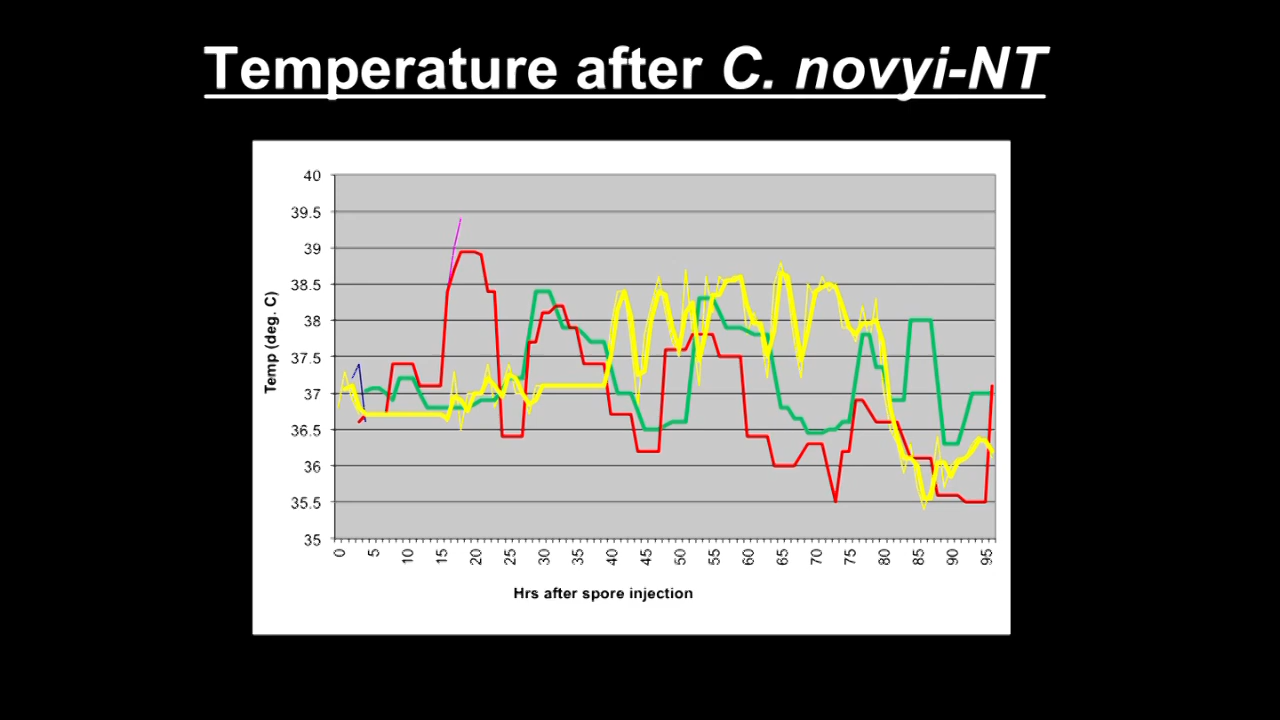 Temperature after C. novyi-NT
40
39.5
39
38.5
38
37.5
37
36.5
36
35.5
35
Temp (deg. C)
0 5 10 15 20 25 30 35 40 45 50 55 60 65 70 75 80 85 90 95
Hrs after spore injection